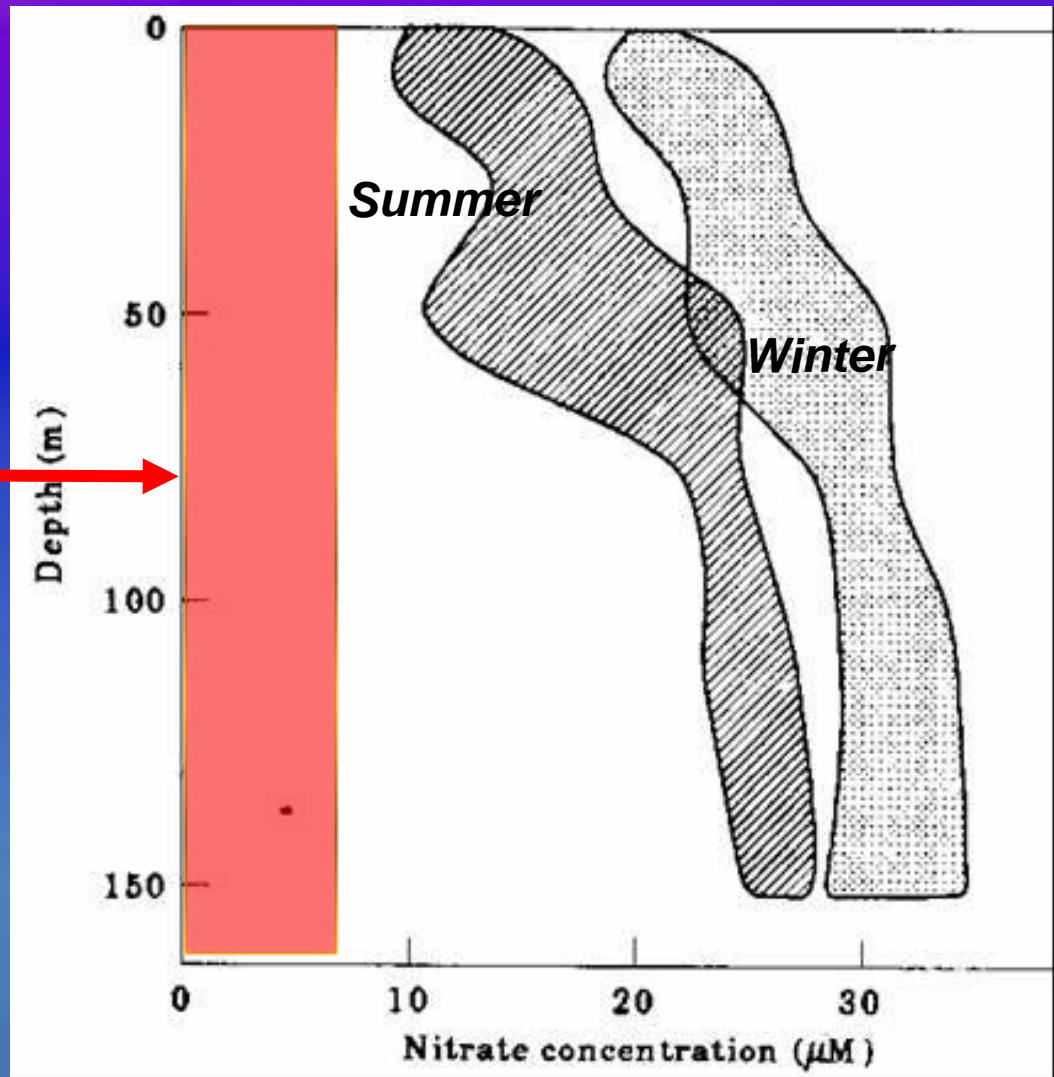 0
50
100
150
Depth (m)
Summer
Winter
0 10 20 30
Nitrate concentration (μM)